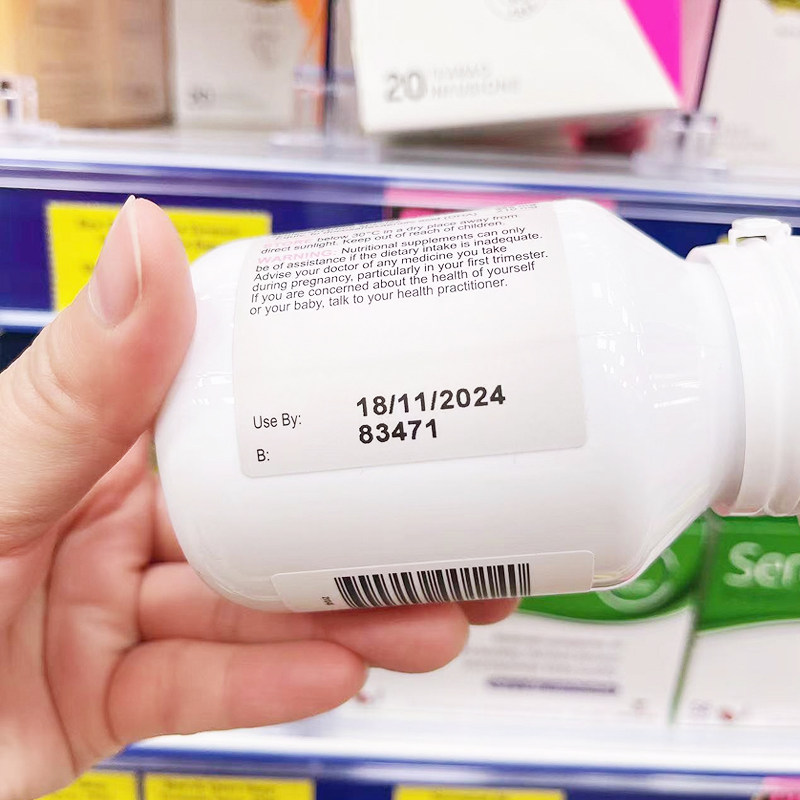 20
STORE below 30°C in a dry place away from
direct sunlight. Keep out of reach of children.
WARNING: Nutritional supplements can only
be of assistance if the dietary intake is inadequate.
Advise your doctor of any medicine you take
during pregnancy, particularly in your first trimester.
If you are concerned about the health of yourself
or your baby, talk to your health practitioner.
Use By: 18/11/2024
B: 83471